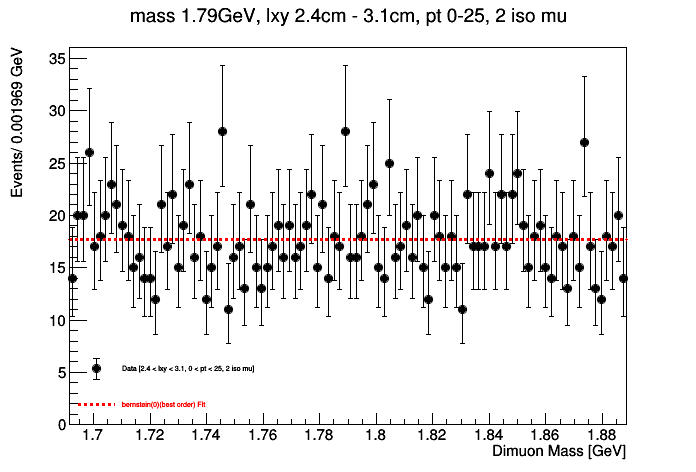 mass 1.79GeV, lxy 2.4cm - 3.1cm, pt 0-25, 2 iso mu
Events/ 0.001969 GeV
35
30
25
20
15
10
5
0
Data [2.4 < lxy < 3.1, 0 < pt < 25, 2 iso mu]
bernstein(0)(best order) Fit
1.7 1.72 1.74 1.76 1.78 1.8 1.82 1.84 1.86 1.88
Dimuon Mass [GeV]